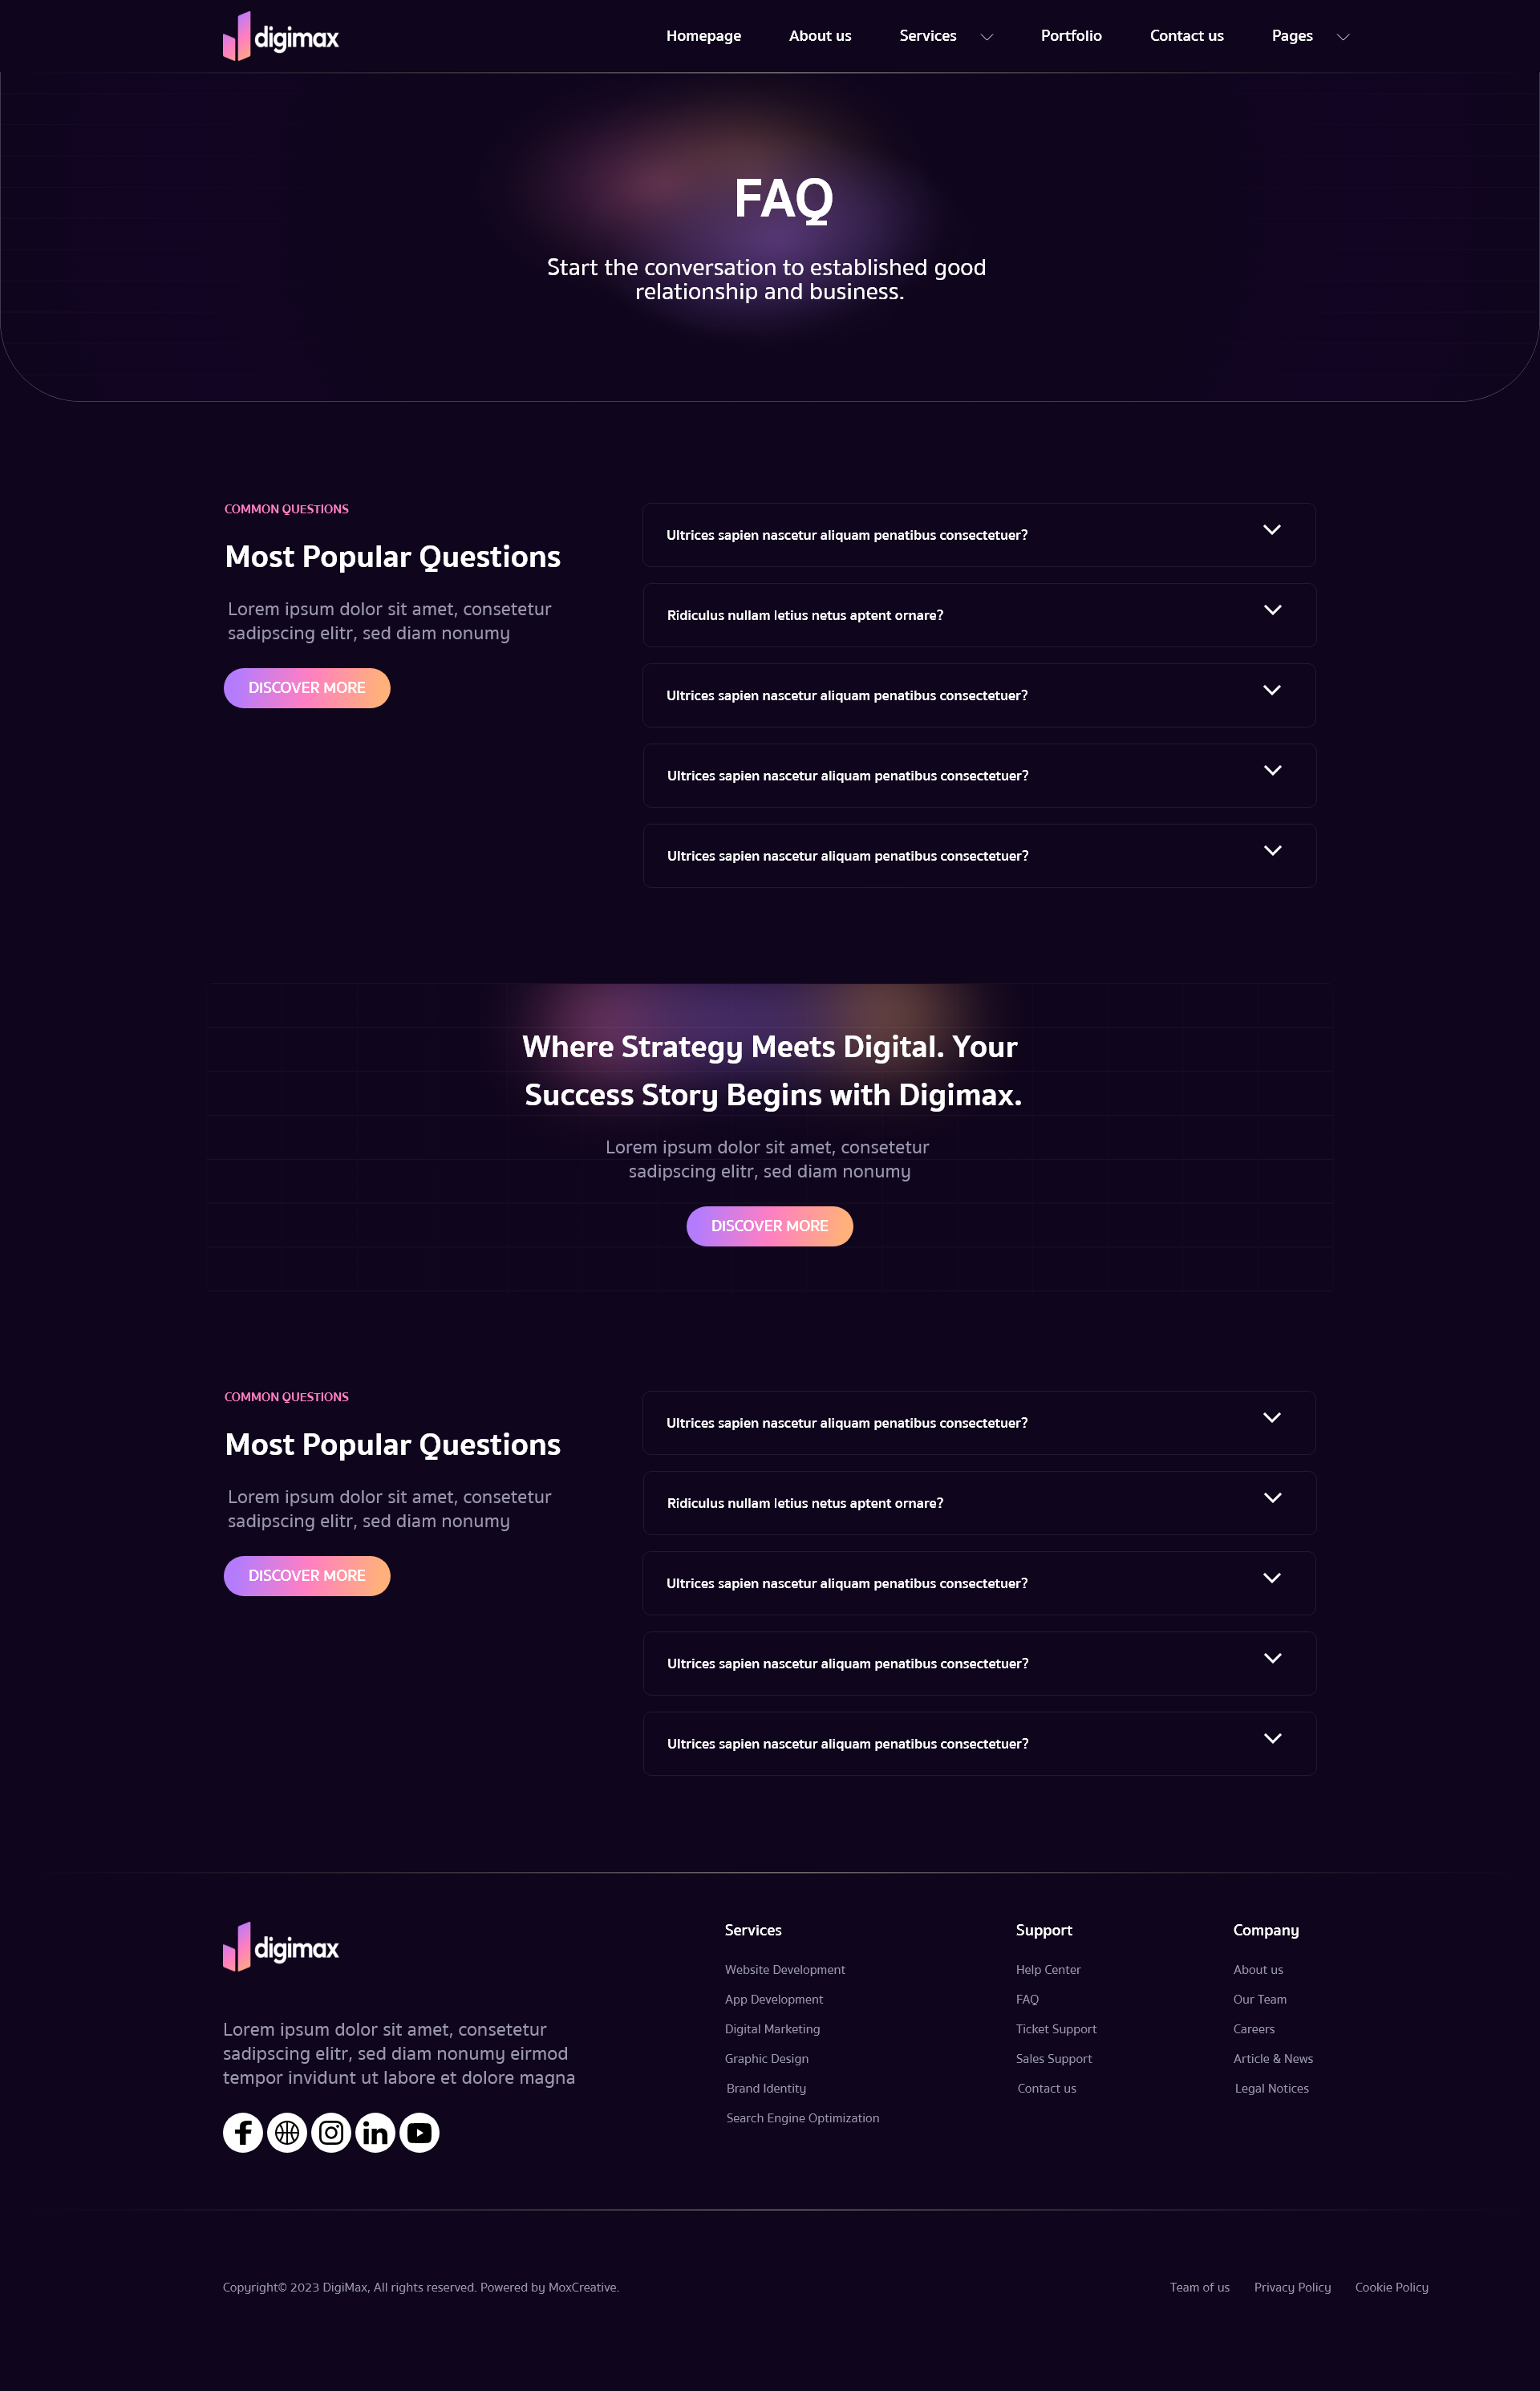 digimax
Homepage
About us
Services
Portfolio
Contact us
Pages
FAQ
Start the conversation to established good
relationship and business.
COMMON QUESTIONS
Most Popular Questions
Lorem ipsum dolor sit amet, consetetur
sadipscing elitr, sed diam nonumy
DISCOVER MORE
Ultrices sapien nascetur aliquam penatibus consectetuer?
Ridiculus nullam letius netus aptent ornare?
Ultrices sapien nascetur aliquam penatibus consectetuer?
Ultrices sapien nascetur aliquam penatibus consectetuer?
Ultrices sapien nascetur aliquam penatibus consectetuer?
Where Strategy Meets Digital. Your
Success Story Begins with Digimax.
Lorem ipsum dolor sit amet, consetetur
sadipscing elitr, sed diam nonumy
DISCOVER MORE
COMMON QUESTIONS
Most Popular Questions
Lorem ipsum dolor sit amet, consetetur
sadipscing elitr, sed diam nonumy
DISCOVER MORE
Ultrices sapien nascetur aliquam penatibus consectetuer?
Ridiculus nullam letius netus aptent ornare?
Ultrices sapien nascetur aliquam penatibus consectetuer?
Ultrices sapien nascetur aliquam penatibus consectetuer?
Ultrices sapien nascetur aliquam penatibus consectetuer?
digimax
Lorem ipsum dolor sit amet, consetetur
sadipscing elitr, sed diam nonumy eirmod
tempor invidunt ut labore et dolore magna
Services
Website Development
App Development
Digital Marketing
Graphic Design
Brand Identity
Search Engine Optimization
Support
Help Center
FAQ
Ticket Support
Sales Support
Contact us
Company
About us
Our Team
Careers
Article & News
Legal Notices
Copyright© 2023 DigiMax, All rights reserved. Powered by MoxCreative.
Team of us
Privacy Policy
Cookie Policy